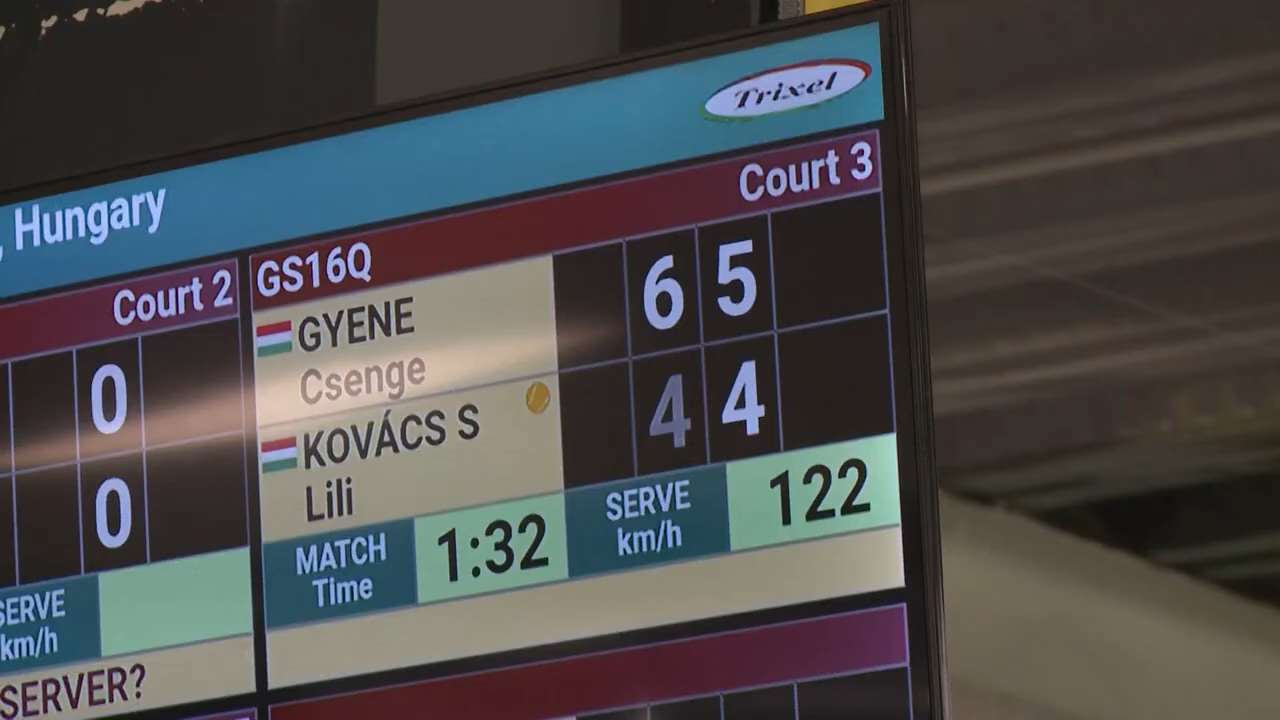 Trixel
, Hungary
Court 2
GS16Q
Court 3
GYENE
Csenge
6 5
KOVÁCS S
Lili
4 4
0
0
MATCH
Time
1:32
SERVE
km/h
122
SERVE
km/h
SERVER?